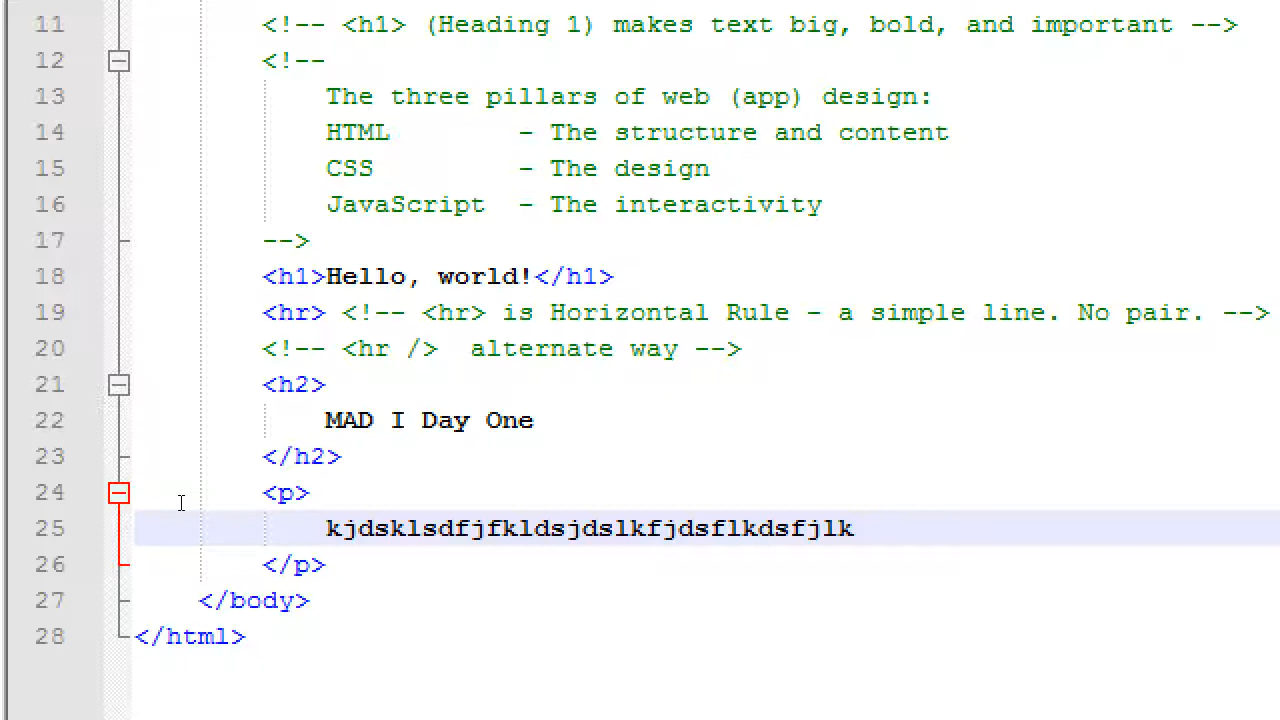 11 <!-- <h1> (Heading 1) makes text big, bold, and important -->
12 <!--
13 The three pillars of web (app) design:
14 HTML - The structure and content
15 CSS - The design
16 JavaScript - The interactivity
17 -->
18 <h1>Hello, world!</h1>
19 <hr> <!-- <hr> is Horizontal Rule - a simple line. No pair. -->
20 <!-- <hr /> alternate way -->
21 <h2>
22 MAD I Day One
23 </h2>
24 <p>
25 kjdsklsdfjfkldsjdslkfjdsflkdsfjlk
26 </p>
27 </body>
28 </html>